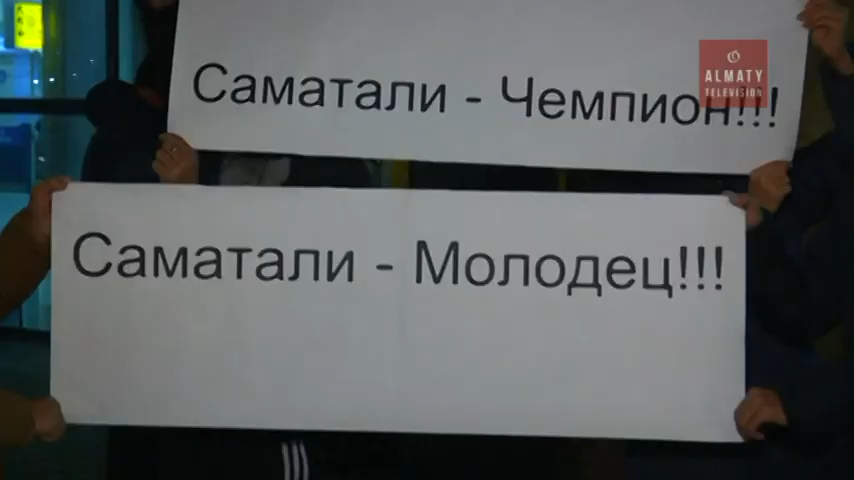 Саматали - Чемпион!!!
ALMATY
TELEVISION
Саматали - Молодец!!!